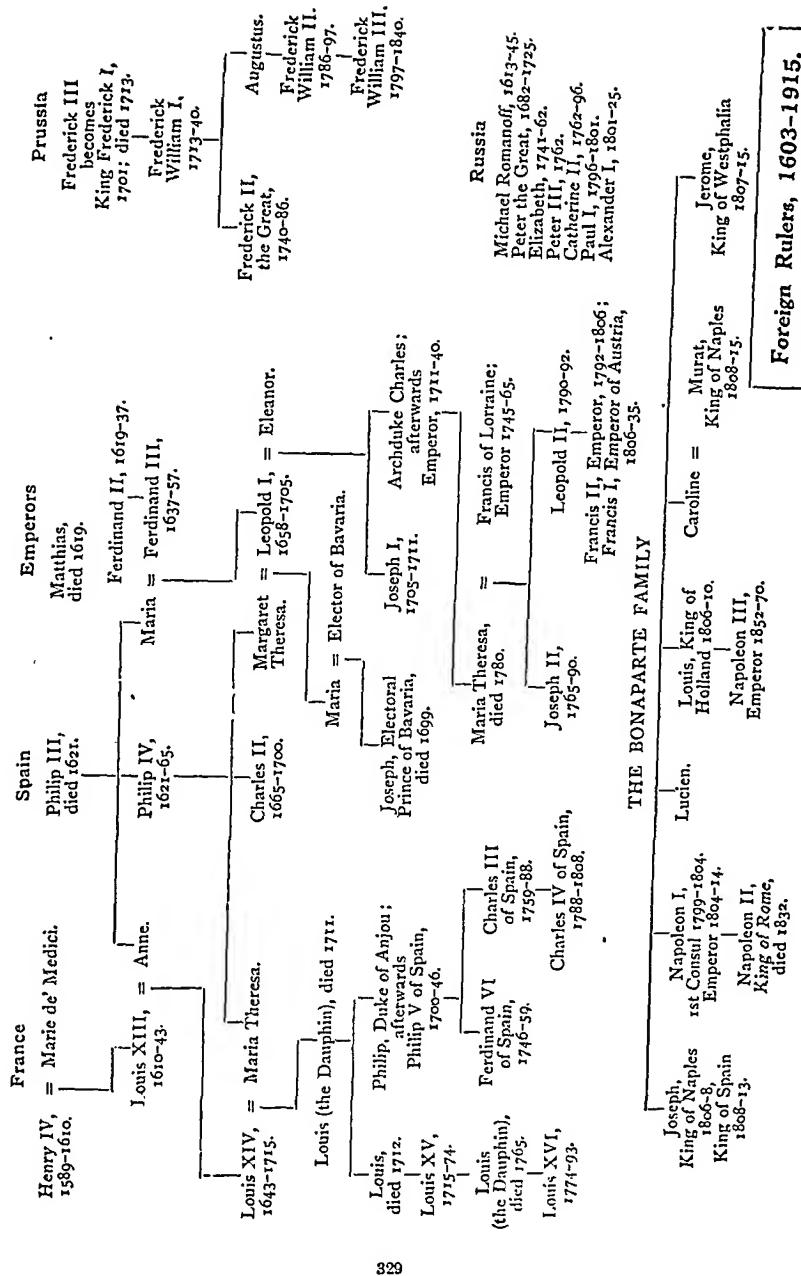 France
Henry IV,
1589-1610.
= Marie de' Medici.
Louis XIII,
1610-43.
= Anne.
Louis XIV,
1643-1715.
= Maria Theresa.
Louis (the Dauphin), died 1711.
Louis,
died 1712.
Louis XV,
1715-74.
Louis
(the Dauphin),
died 1765.
Louis XVI,
1774-93.
Philip, Duke of Anjou;
afterwards
Philip V of Spain,
1700-46.
Ferdinand VI
of Spain,
1746-59.
Charles III
of Spain,
1759-88.
Charles IV of Spain,
1788-1808.
Spain
Philip III,
died 1621.
Philip IV,
1621-65.
Charles II,
1665-1700.
Emperors
Matthias,
died 1619.
Ferdinand II, 1619-37.
Maria = Ferdinand III,
1637-57.
Margaret
Theresa.
= Leopold I,
1658-1705.
= Eleanor.
Maria = Elector of Bavaria.
Joseph, Electoral
Prince of Bavaria,
died 1699.
Joseph I,
1705-1711.
Archduke Charles;
afterwards
Emperor, 1711-40.
Maria Theresa,
died 1780.
=
Francis of Lorraine;
Emperor 1745-65.
Joseph II,
1765-90.
Leopold II, 1790-92.
Francis II, Emperor, 1792-1806;
Francis I, Emperor of Austria,
1806-35.
Prussia
Frederick III
becomes
King Frederick I,
1701; died 1713.
Frederick
William I,
1713-40.
Frederick II,
the Great,
1740-86.
Augustus.
Frederick
William II.
1786-97.
Frederick
William III.
1797-1840.
Russia
Michael Romanoff, 1613-45.
Peter the Great, 1682-1725.
Elizabeth, 1741-62.
Peter III, 1762.
Catherine II, 1762-96.
Paul I, 1796-1801.
Alexander I, 1801-25.
THE BONAPARTE FAMILY
Joseph,
King of Naples
1806-8,
King of Spain
1808-13.
Napoleon I,
1st Consul 1799-1804.
Emperor 1804-14.
Napoleon II,
King of Rome,
died 1832.
Lucien.
Louis, King of
Holland 1806-10.
Napoleon III,
Emperor 1852-70.
Caroline =
Murat,
King of Naples
1808-15.
Jerome,
King of Westphalia
1807-15.
Foreign Rulers, 1603-1915.
329